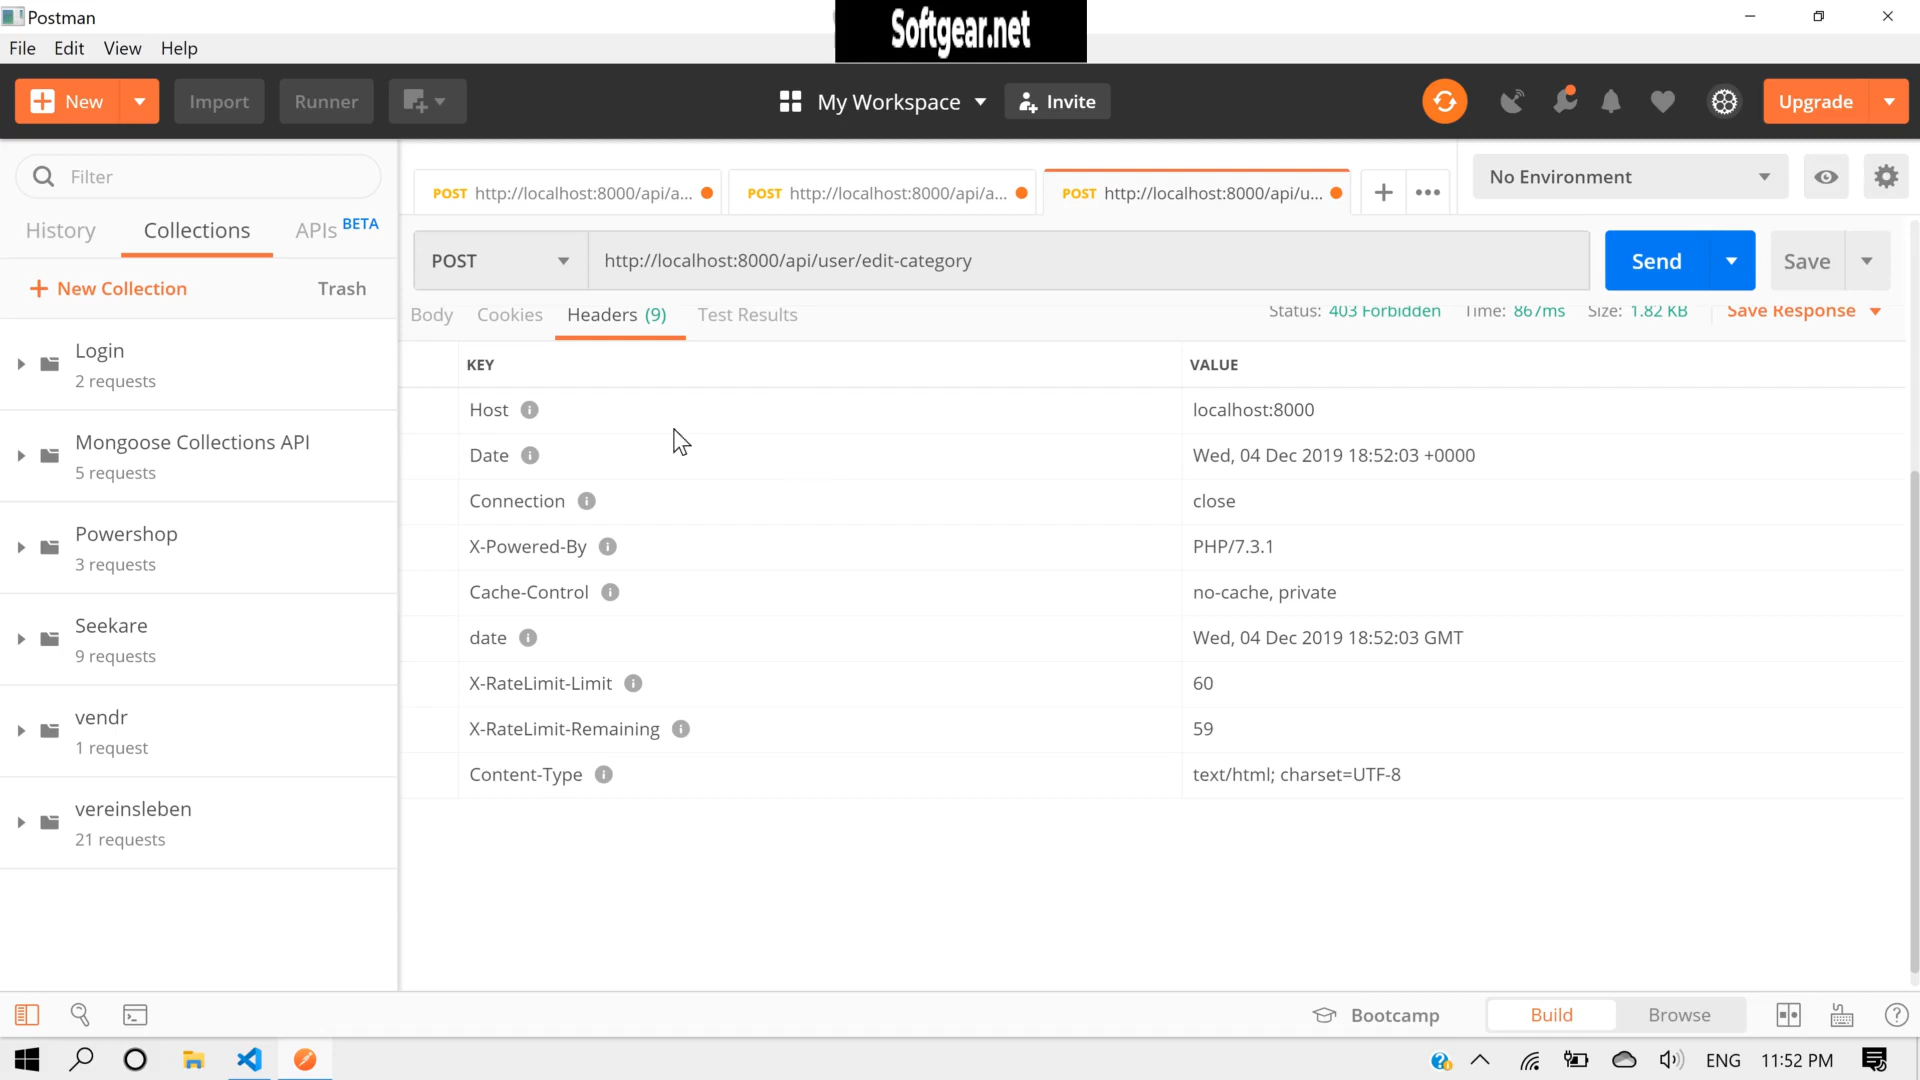 Postman
Softgear.net
File Edit View Help
New
Import
Runner
My Workspace
Invite
Upgrade
Filter
History
Collections
APIs BETA
New Collection
Trash
Login
2 requests
Mongoose Collections API
5 requests
Powershop
3 requests
Seekare
9 requests
vendr
1 request
vereinsleben
21 requests
POST http://localhost:8000/api/a...
POST http://localhost:8000/api/a...
POST http://localhost:8000/api/u...
No Environment
POST
http://localhost:8000/api/user/edit-category
Send
Save
Body Cookies Headers (9) Test Results
Status: 403 Forbidden Time: 867ms Size: 1.82 KB Save Response
KEY VALUE
Host localhost:8000
Date Wed, 04 Dec 2019 18:52:03 +0000
Connection close
X-Powered-By PHP/7.3.1
Cache-Control no-cache, private
date Wed, 04 Dec 2019 18:52:03 GMT
X-RateLimit-Limit 60
X-RateLimit-Remaining 59
Content-Type text/html; charset=UTF-8
Bootcamp
Build
Browse
ENG
11:52 PM